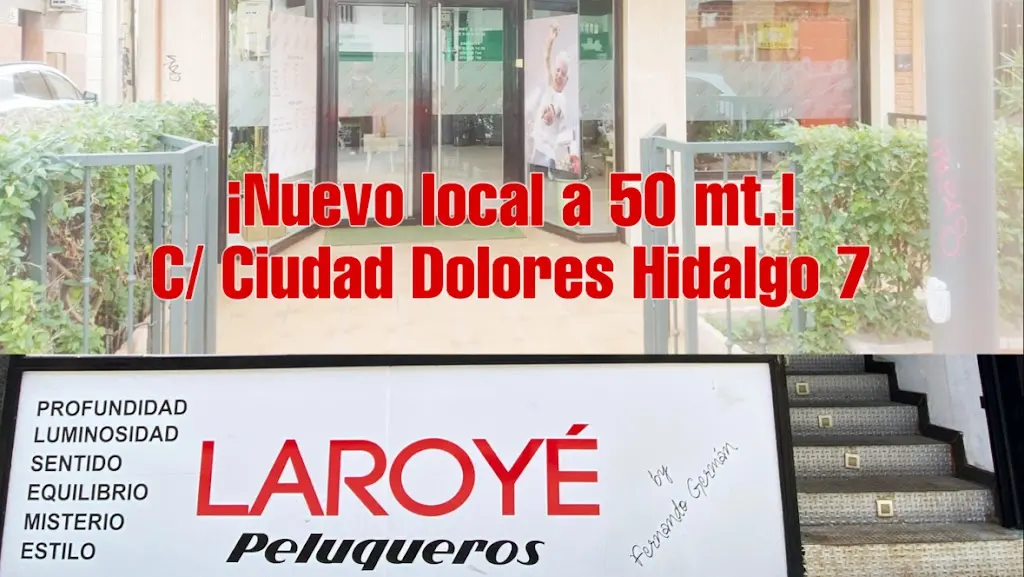 ¡Nuevo local a 50 mt.!
C/ Ciudad Dolores Hidalgo 7
PROFUNDIDAD
LUMINOSIDAD
SENTIDO
EQUILIBRIO
MISTERIO
ESTILO
LAROYÉ
Peluqueros
by
Fernando Germán